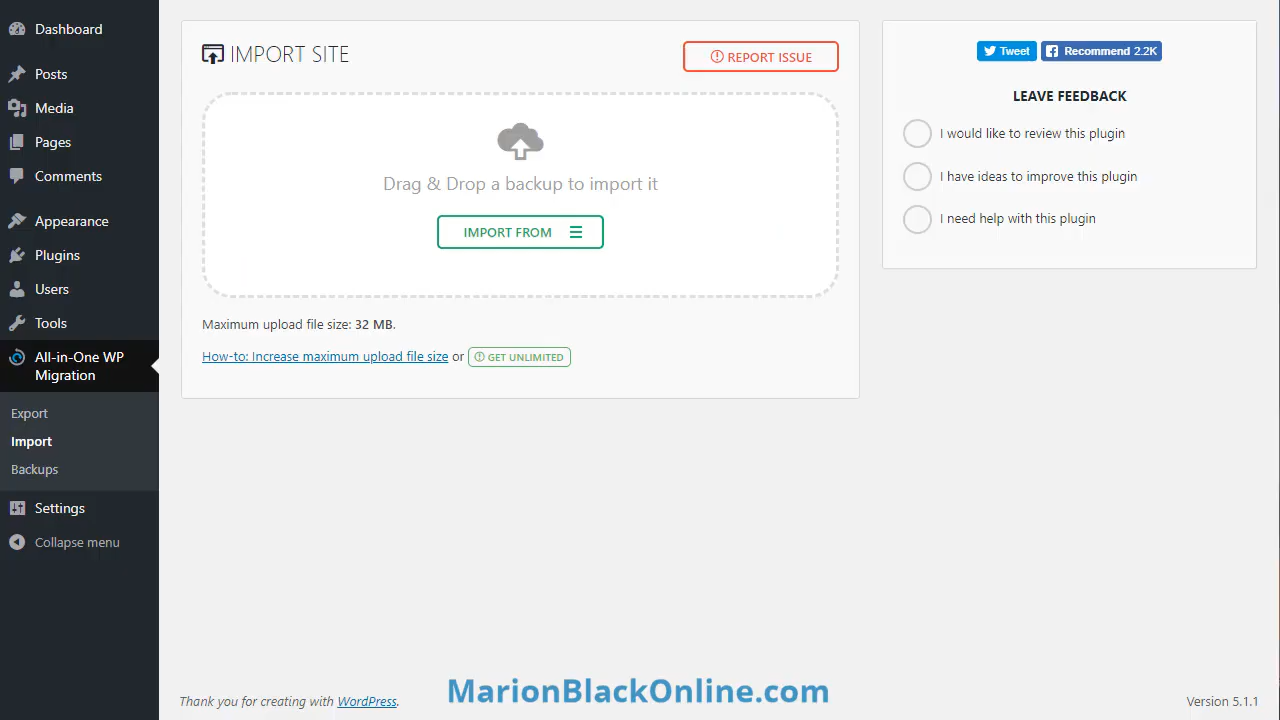 Dashboard
Posts
Media
Pages
Comments
Appearance
Plugins
Users
Tools
All-in-One WP
Migration
Export
Import
Backups
Settings
Collapse menu
IMPORT SITE
REPORT ISSUE
Drag & Drop a backup to import it
IMPORT FROM
Maximum upload file size: 32 MB.
How-to: Increase maximum upload file size or GET UNLIMITED
Tweet
Recommend 2.2K
LEAVE FEEDBACK
I would like to review this plugin
I have ideas to improve this plugin
I need help with this plugin
Thank you for creating with WordPress.
MarionBlackOnline.com
Version 5.1.1